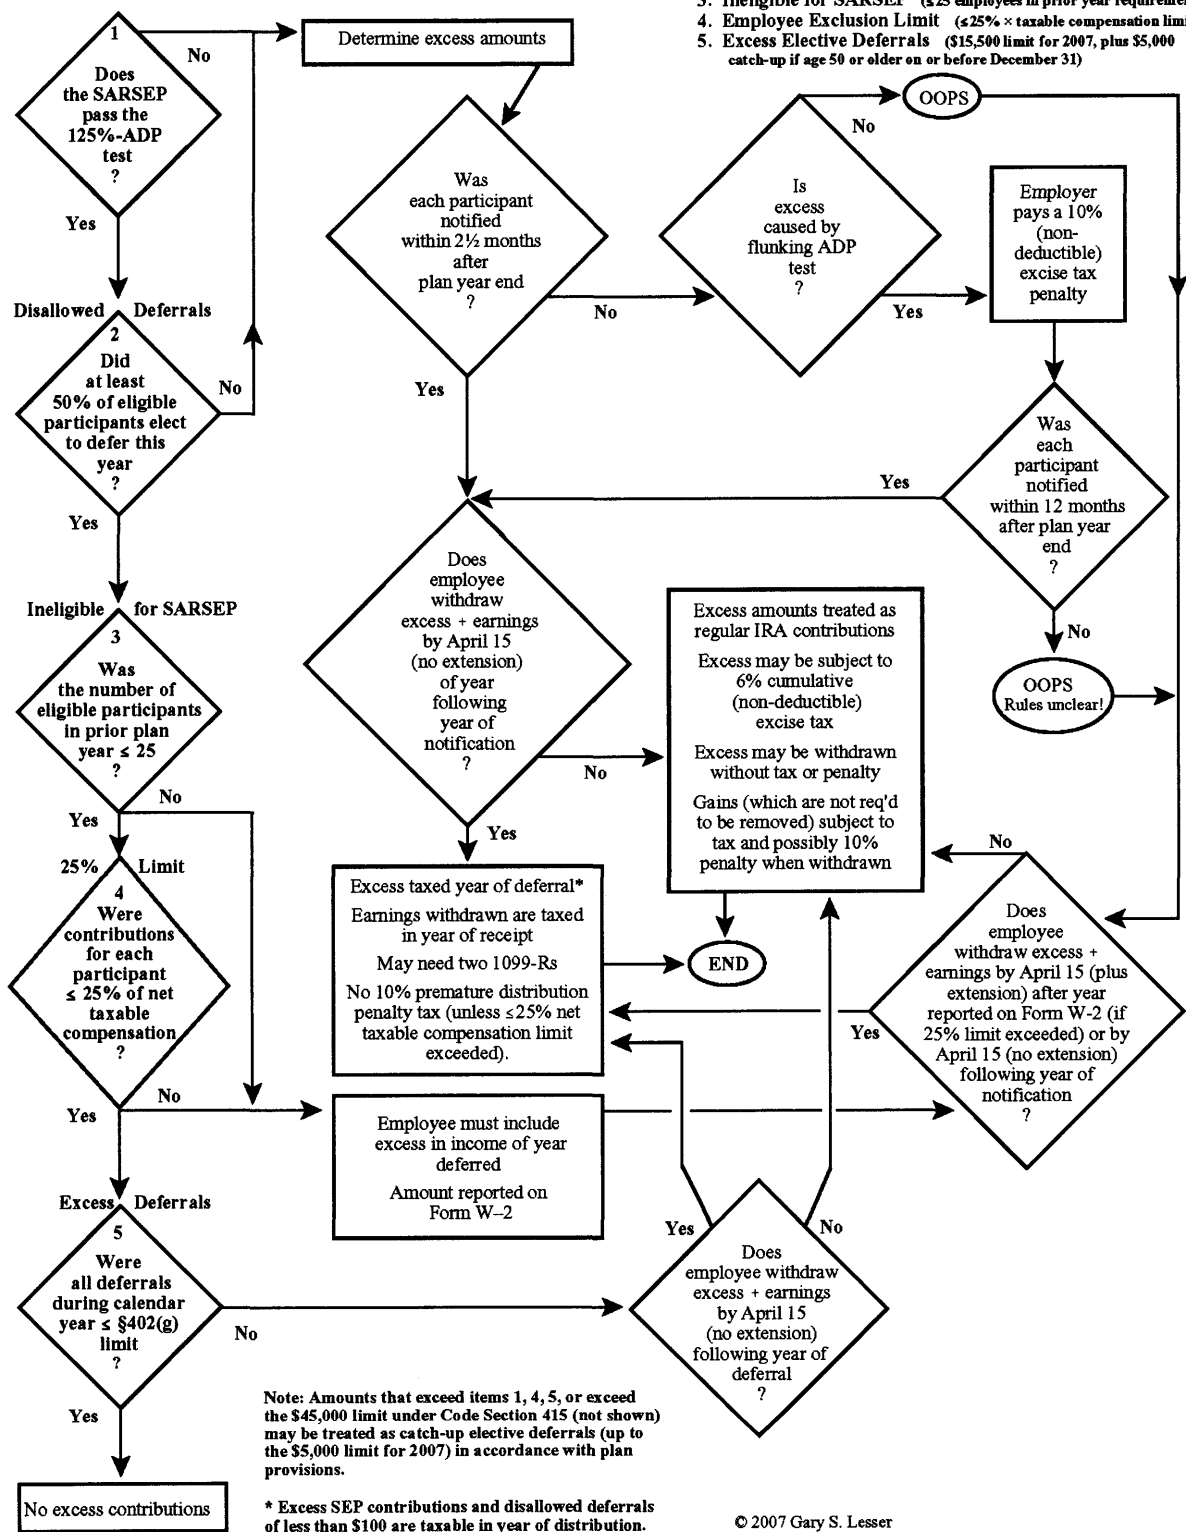 3. Ineligible for SARSEP (≤25 employees in prior year requirement
4. Employee Exclusion Limit (≤25% × taxable compensation limit
5. Excess Elective Deferrals ($15,500 limit for 2007, plus $5,000
catch-up if age 50 or older on or before December 31)
1
Does
the SARSEP
pass the
125%-ADP
test
?
No
Yes
Determine excess amounts
Was
each participant
notified
within 2½ months
after
plan year end
?
No
Yes
Is
excess
caused by
flunking ADP
test
?
No
Yes
OOPS
Employer
pays a 10%
(non-
deductible)
excise tax
penalty
Disallowed Deferrals
2
Did
at least
50% of eligible
participants elect
to defer this
year
?
No
Yes
Was
each
participant
notified
within 12 months
after plan year
end
?
Yes
No
OOPS
Rules unclear!
Does
employee
withdraw
excess + earnings
by April 15
(no extension)
of year
following
year of
notification
?
No
Yes
Excess amounts treated as
regular IRA contributions
Excess may be subject to
6% cumulative
(non-deductible)
excise tax
Excess may be withdrawn
without tax or penalty
Gains (which are not req'd
to be removed) subject to
tax and possibly 10%
penalty when withdrawn
Ineligible for SARSEP
3
Was
the number of
eligible participants
in prior plan
year ≤ 25
?
No
Yes
25% Limit
4
Were
contributions
for each
participant
≤ 25% of net
taxable
compensation
?
No
Yes
Excess taxed year of deferral*
Earnings withdrawn are taxed
in year of receipt
May need two 1099-Rs
No 10% premature distribution
penalty tax (unless ≤25% net
taxable compensation limit
exceeded).
END
No
Does
employee
withdraw excess +
earnings by April 15 (plus
extension) after year
reported on Form W-2 (if
25% limit exceeded) or by
April 15 (no extension)
following year of
notification
?
Yes
Employee must include
excess in income of year
deferred
Amount reported on
Form W–2
Excess Deferrals
5
Were
all deferrals
during calendar
year ≤ §402(g)
limit
?
No
Yes
Yes
No
Does
employee withdraw
excess + earnings
by April 15
(no extension)
following year of
deferral
?
No excess contributions
Note: Amounts that exceed items 1, 4, 5, or exceed
the $45,000 limit under Code Section 415 (not shown)
may be treated as catch-up elective deferrals (up to
the $5,000 limit for 2007) in accordance with plan
provisions.
* Excess SEP contributions and disallowed deferrals
of less than $100 are taxable in year of distribution.
© 2007 Gary S. Lesser